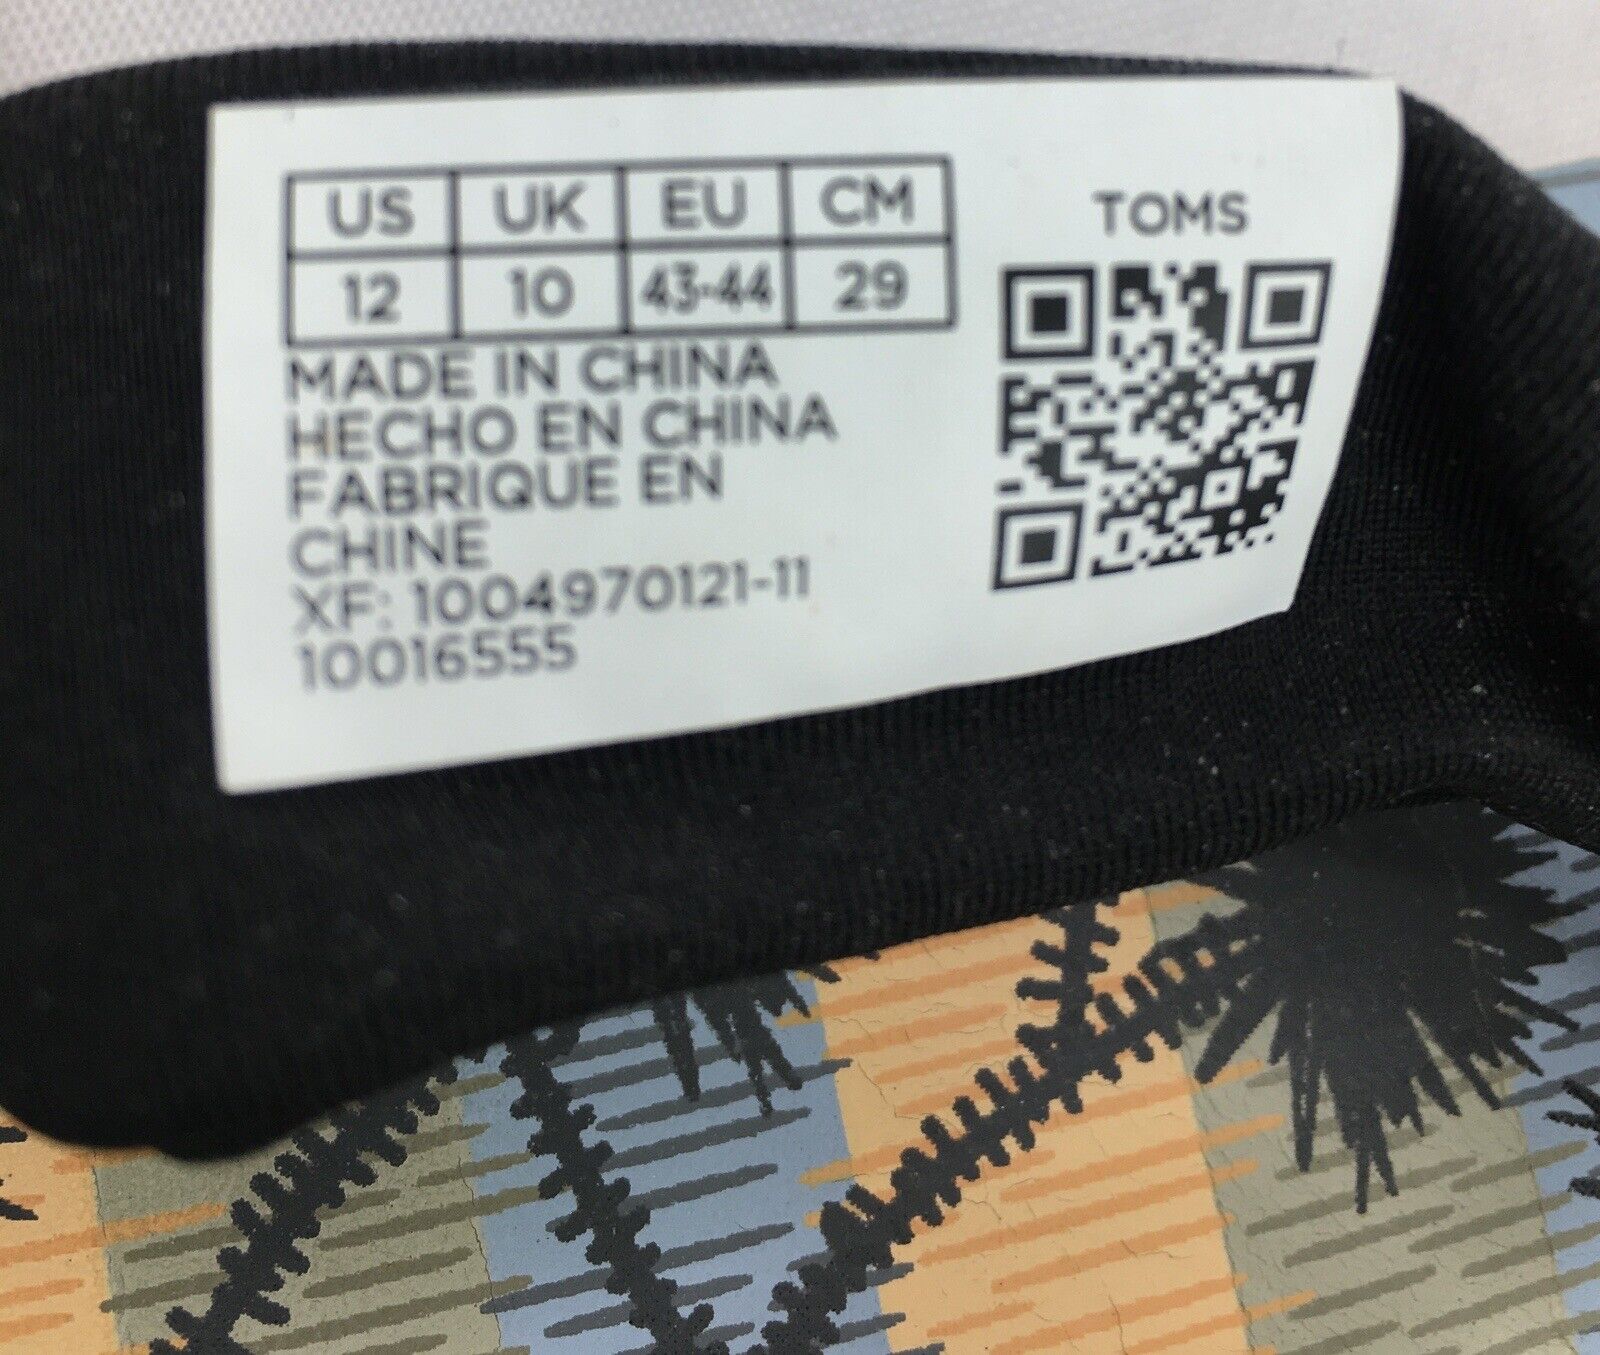 US UK EU CM TOMS
12 10 43-44 29
MADE IN CHINA
HECHO EN CHINA
FABRIQUE EN
CHINE
XF: 1004970121-11
10016555